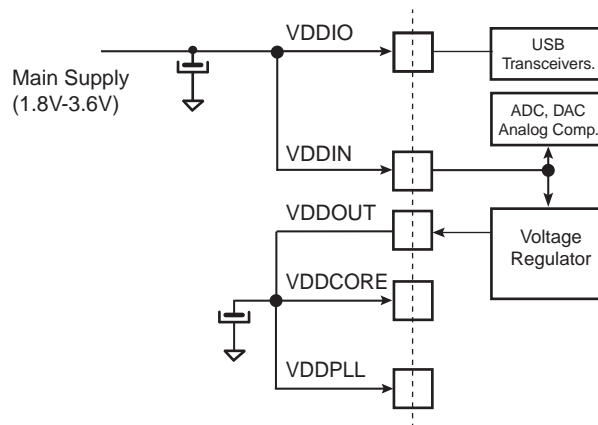 VDDIO
USB
Transceivers.
Main Supply
(1.8V-3.6V)
ADC, DAC
Analog Comp.
VDDIN
VDDOUT
Voltage
Regulator
VDDCORE
VDDPLL